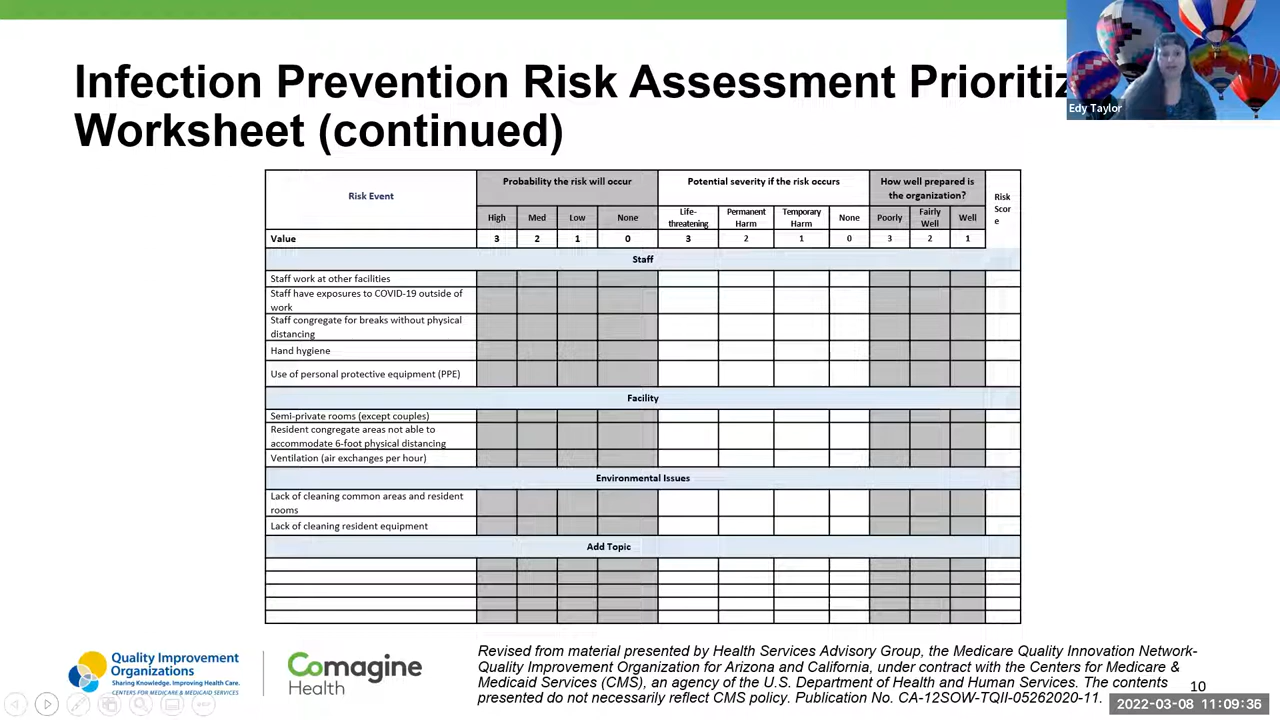 Infection Prevention Risk Assessment Prioritiz
Worksheet (continued)
Edy Taylor
Risk Event
Probability the risk will occur
Potential severity if the risk occurs
How well prepared is
the organization?
Risk
Scor
e
High
Med
Low
None
Life-
threatening
Permanent
Harm
Temporary
Harm
None
Poorly
Fairly
Well
Well
Value
3
2
1
0
3
2
1
0
3
2
1
Staff
Staff work at other facilities
Staff have exposures to COVID-19 outside of
work
Staff congregate for breaks without physical
distancing
Hand hygiene
Use of personal protective equipment (PPE)
Facility
Semi-private rooms (except couples)
Resident congregate areas not able to
accommodate 6-foot physical distancing
Ventilation (air exchanges per hour)
Environmental Issues
Lack of cleaning common areas and resident
rooms
Lack of cleaning resident equipment
Add Topic
Quality Improvement
Organizations
Sharing Knowledge. Improving Health Care.
CENTERS FOR MEDICARE & MEDICAID SERVICES
Comagine
Health
Revised from material presented by Health Services Advisory Group, the Medicare Quality Innovation Network-
Quality Improvement Organization for Arizona and California, under contract with the Centers for Medicare &
Medicaid Services (CMS), an agency of the U.S. Department of Health and Human Services. The contents
presented do not necessarily reflect CMS policy. Publication No. CA-12SOW-TQII-05262020-11.
10
2022-03-08 11:09:36